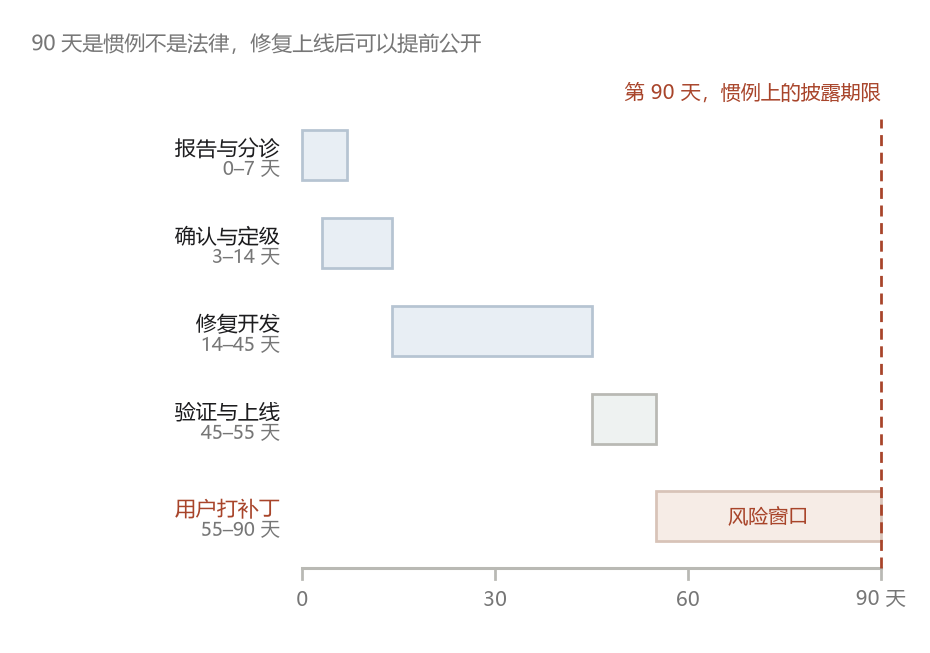 90 天是惯例不是法律，修复上线后可以提前公开
第 90 天，惯例上的披露期限
报告与分诊
0–7 天
确认与定级
3–14 天
修复开发
14–45 天
验证与上线
45–55 天
用户打补丁
55–90 天
风险窗口
0
30
60
90 天